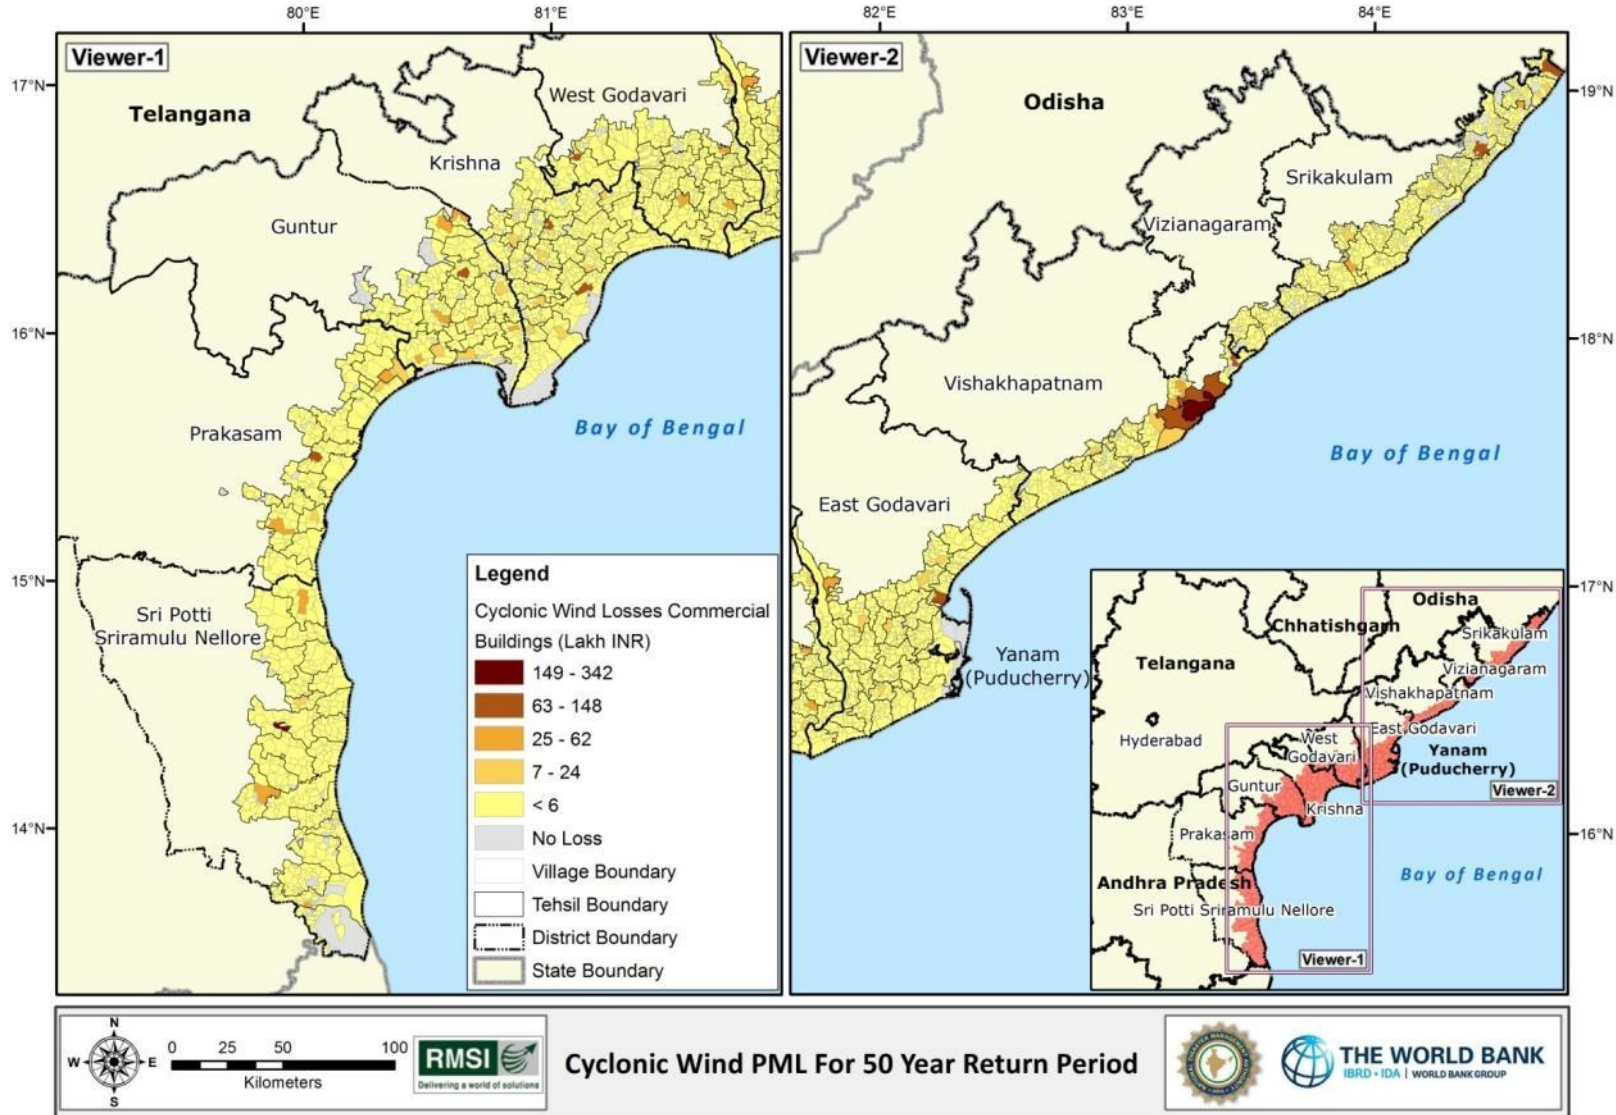 80°E
81°E
82°E
83°E
84°E
Viewer-1
17°N
16°N
15°N
14°N
Telangana
West Godavari
Krishna
Guntur
Prakasam
Bay of Bengal
Sri Potti
Sriramulu Nellore
Legend
Cyclonic Wind Losses Commercial
Buildings (Lakh INR)
149 - 342
63 - 148
25 - 62
7 - 24
< 6
No Loss
Village Boundary
Tehsil Boundary
District Boundary
State Boundary
Viewer-2
19°N
18°N
17°N
16°N
Odisha
Srikakulam
Vizianagaram
Vishakhapatnam
East Godavari
Bay of Bengal
Yanam
(Puducherry)
Odisha
Chhatishgarh
Srikakulam
Telangana
Vizianagaram
Vishakhapatnam
East Godavari
Hyderabad
West
Godavari
Yanam
(Puducherry)
Guntur
Viewer-2
Krishna
Prakasam
Andhra Pradesh
Bay of Bengal
Sri Potti Sriramulu Nellore
Viewer-1
N
W E
S
0 25 50 100
Kilometers
RMSI
Delivering a world of solutions
Cyclonic Wind PML For 50 Year Return Period
THE WORLD BANK
IBRD • IDA | WORLD BANK GROUP